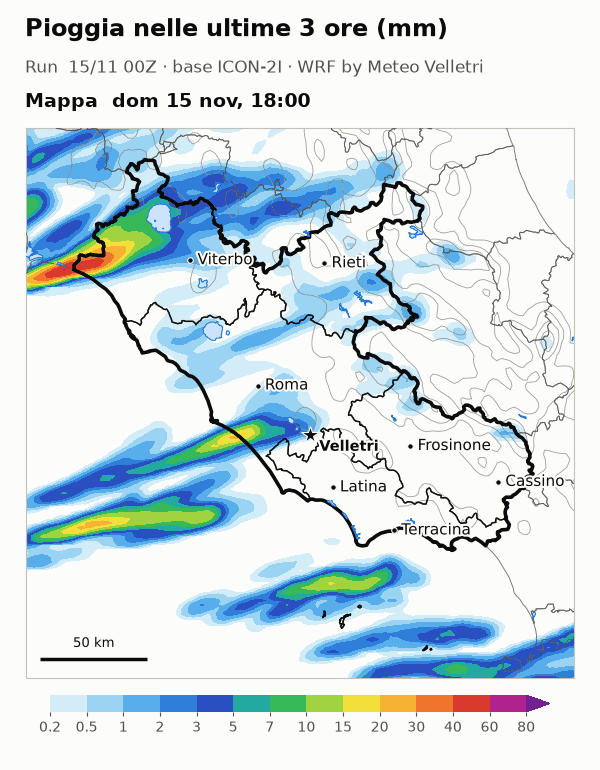 Pioggia nelle ultime 3 ore (mm)
Run 15/11 00Z · base ICON-2I · WRF by Meteo Velletri
Mappa dom 15 nov, 18:00
Viterbo
Rieti
Roma
Velletri
Frosinone
Latina
Cassino
Terracina
50 km
0.2 0.5 1 2 3 5 7 10 15 20 30 40 60 80